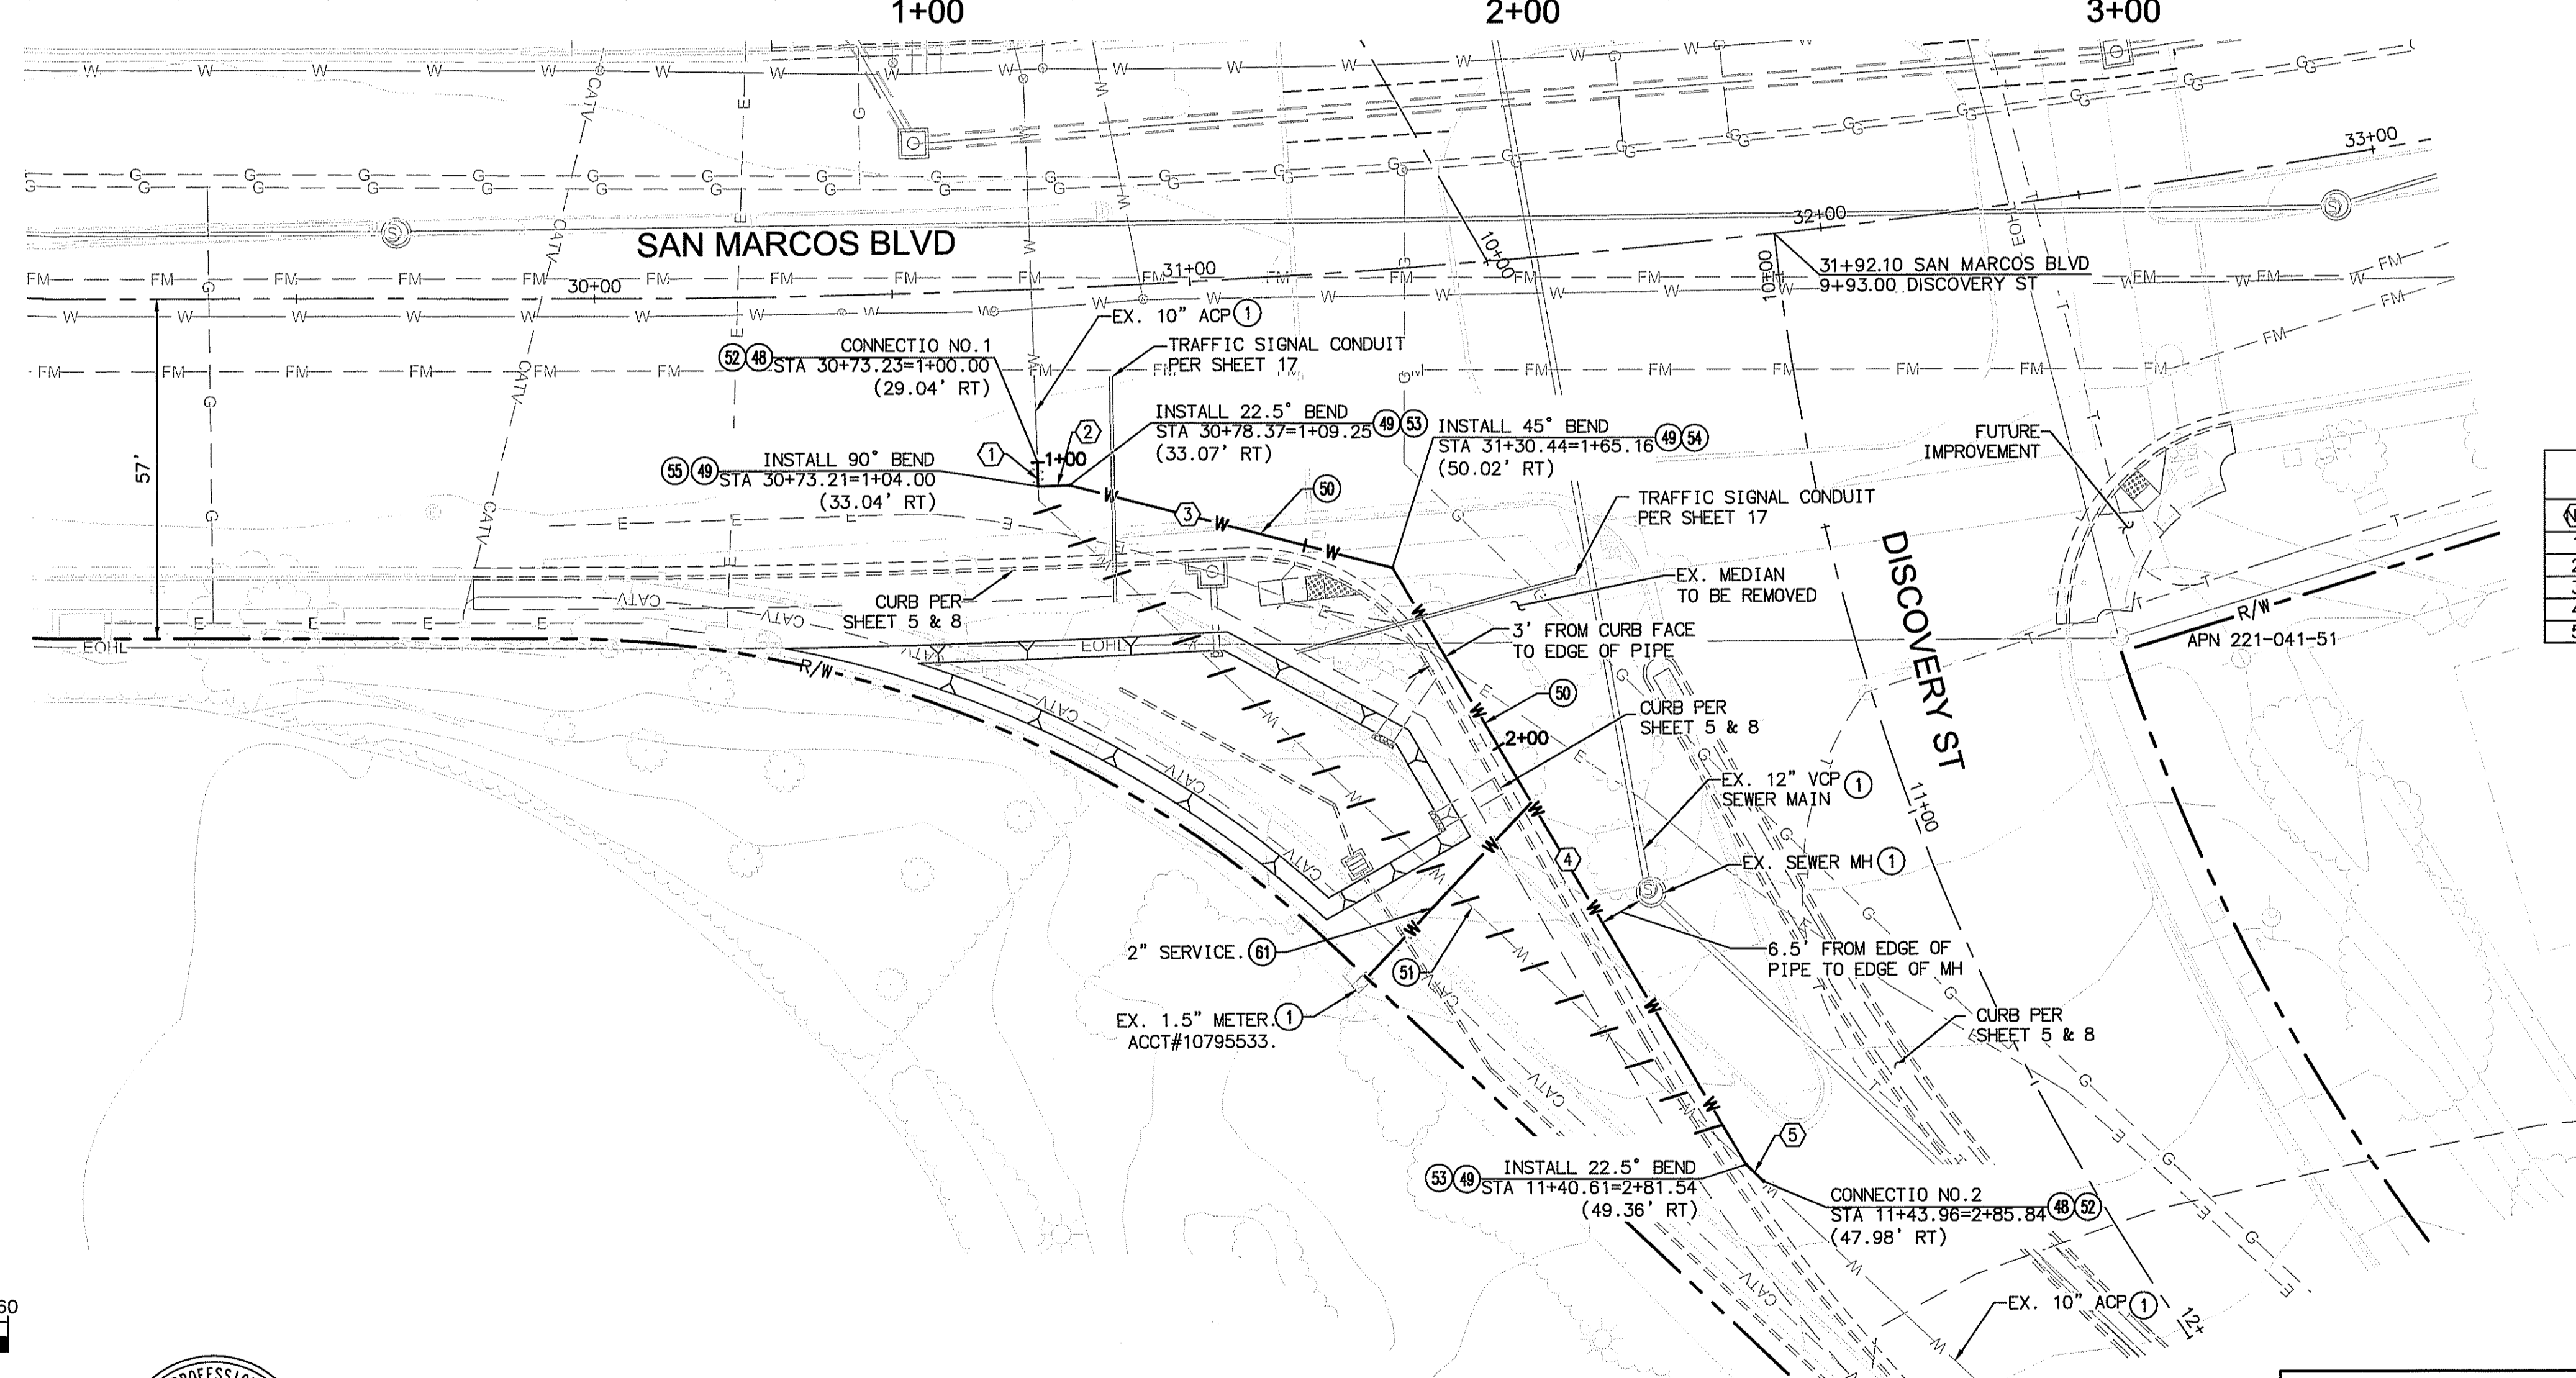 1+00
2+00
3+00
33+00
32+00
SAN MARCOS BLVD
10+00
10+00
31+92.10 SAN MARCOS BLVD
9+93.00 DISCOVERY ST
31+00
30+00
57'
EX. 10" ACP 1
52 48 CONNECTIO NO.1
STA 30+73.23=1+00.00
(29.04' RT)
TRAFFIC SIGNAL CONDUIT
PER SHEET 17
INSTALL 22.5° BEND
STA 30+78.37=1+09.25 49 53
(33.07' RT)
INSTALL 45° BEND
STA 31+30.44=1+65.16 49 54
(50.02' RT)
FUTURE
IMPROVEMENT
1
2
1+00
55 49 INSTALL 90° BEND
STA 30+73.21=1+04.00
(33.04' RT)
3
50
TRAFFIC SIGNAL CONDUIT
PER SHEET 17
DISCOVERY ST
CURB PER
SHEET 5 & 8
EX. MEDIAN
TO BE REMOVED
3' FROM CURB FACE
TO EDGE OF PIPE
R/W
APN 221-041-51
EOHL
R/W
EOHL
50
CURB PER
SHEET 5 & 8
2+00
EX. 12" VCP 1
SEWER MAIN
11+00
4
EX. SEWER MH 1
2" SERVICE. 61
51
6.5' FROM EDGE OF
PIPE TO EDGE OF MH
EX. 1.5" METER. 1
ACCT#10795533.
CURB PER
SHEET 5 & 8
5
53 49 INSTALL 22.5° BEND
STA 11+40.61=2+81.54
(49.36' RT)
CONNECTIO NO.2
STA 11+43.96=2+85.84 48 52
(47.98' RT)
EX. 10" ACP 1
12+
60